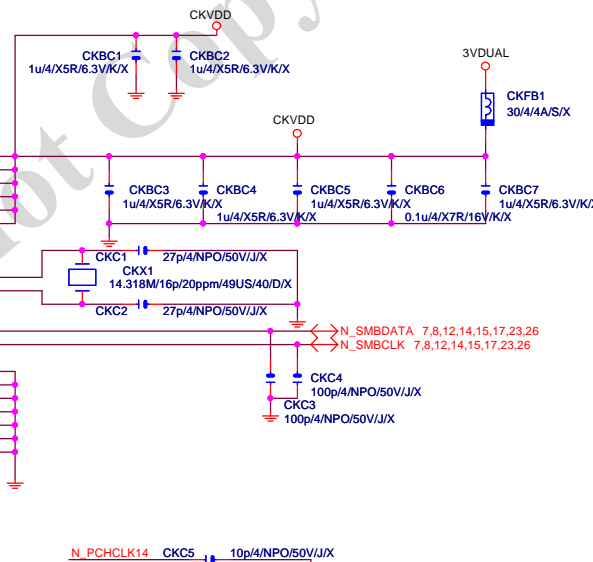 CKVDD
CKBC1
1u/4/X5R/6.3V/K/X
CKBC2
1u/4/X5R/6.3V/K/X
3VDUAL
CKFB1
30/4/4A/S/X
CKVDD
CKBC3
1u/4/X5R/6.3V/K/X
CKBC4
1u/4/X5R/6.3V/K/X
CKBC5
1u/4/X5R/6.3V/K/X
CKBC6
0.1u/4/X7R/16V/K/X
CKBC7
1u/4/X5R/6.3V/K/
CKC1
27p/4/NPO/50V/J/X
CKX1
14.318M/16p/20ppm/49US/40/D/X
CKC2
27p/4/NPO/50V/J/X
N_SMBDATA 7,8,12,14,15,17,23,26
N_SMBCLK 7,8,12,14,15,17,23,26
CKC4
100p/4/NPO/50V/J/X
CKC3
100p/4/NPO/50V/J/X
N_PCHCLK14
CKC5
10p/4/NPO/50V/J/X
ot Copy